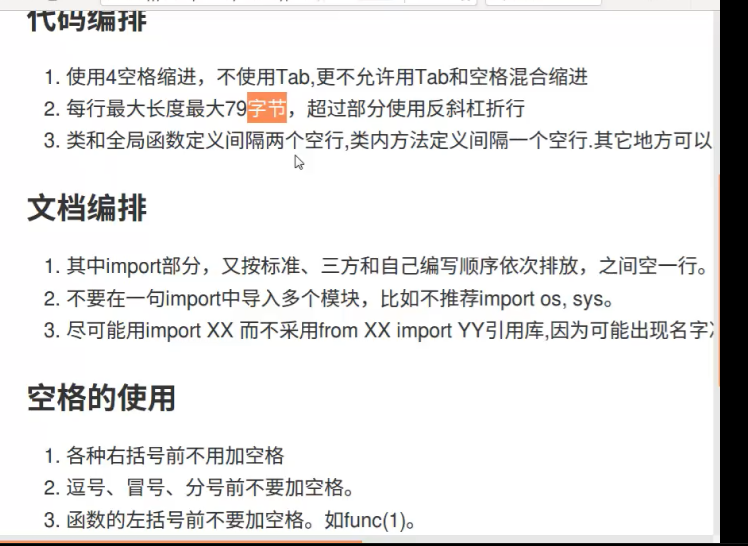 代码编排
1. 使用4空格缩进，不使用Tab,更不允许用Tab和空格混合缩进
2. 每行最大长度最大79字节，超过部分使用反斜杠折行
3. 类和全局函数定义间隔两个空行,类内方法定义间隔一个空行.其它地方可以
文档编排
1. 其中import部分，又按标准、三方和自己编写顺序依次排放，之间空一行。
2. 不要在一句import中导入多个模块，比如不推荐import os, sys。
3. 尽可能用import XX 而不采用from XX import YY引用库,因为可能出现名字
空格的使用
1. 各种右括号前不用加空格
2. 逗号、冒号、分号前不要加空格。
3. 函数的左括号前不要加空格。如func(1)。